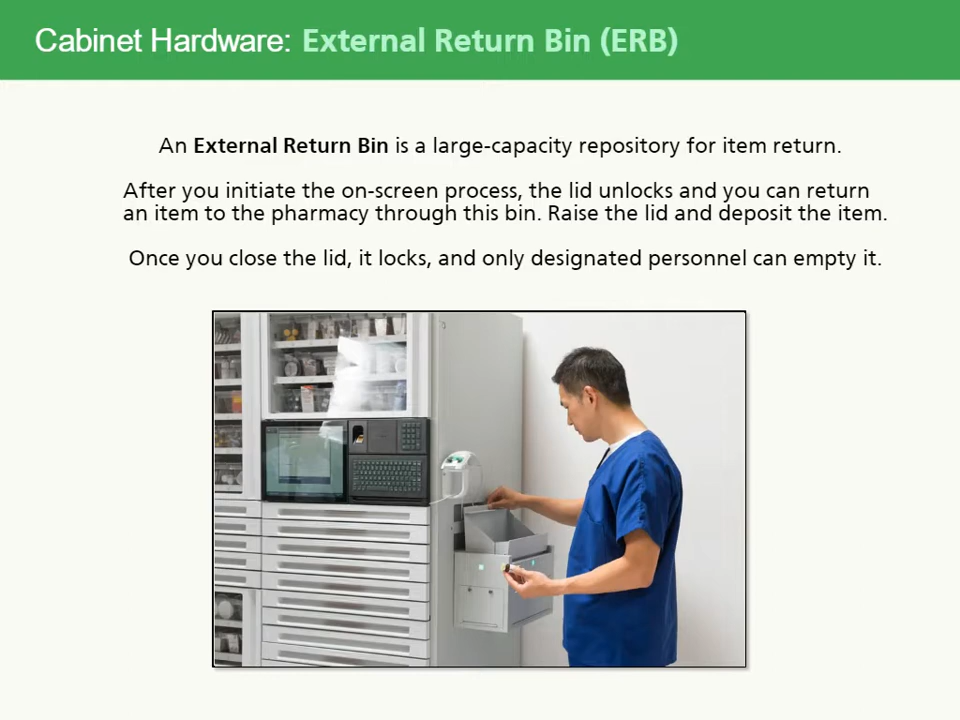 Cabinet Hardware: External Return Bin (ERB)
An External Return Bin is a large-capacity repository for item return.
After you initiate the on-screen process, the lid unlocks and you can return
an item to the pharmacy through this bin. Raise the lid and deposit the item.
Once you close the lid, it locks, and only designated personnel can empty it.